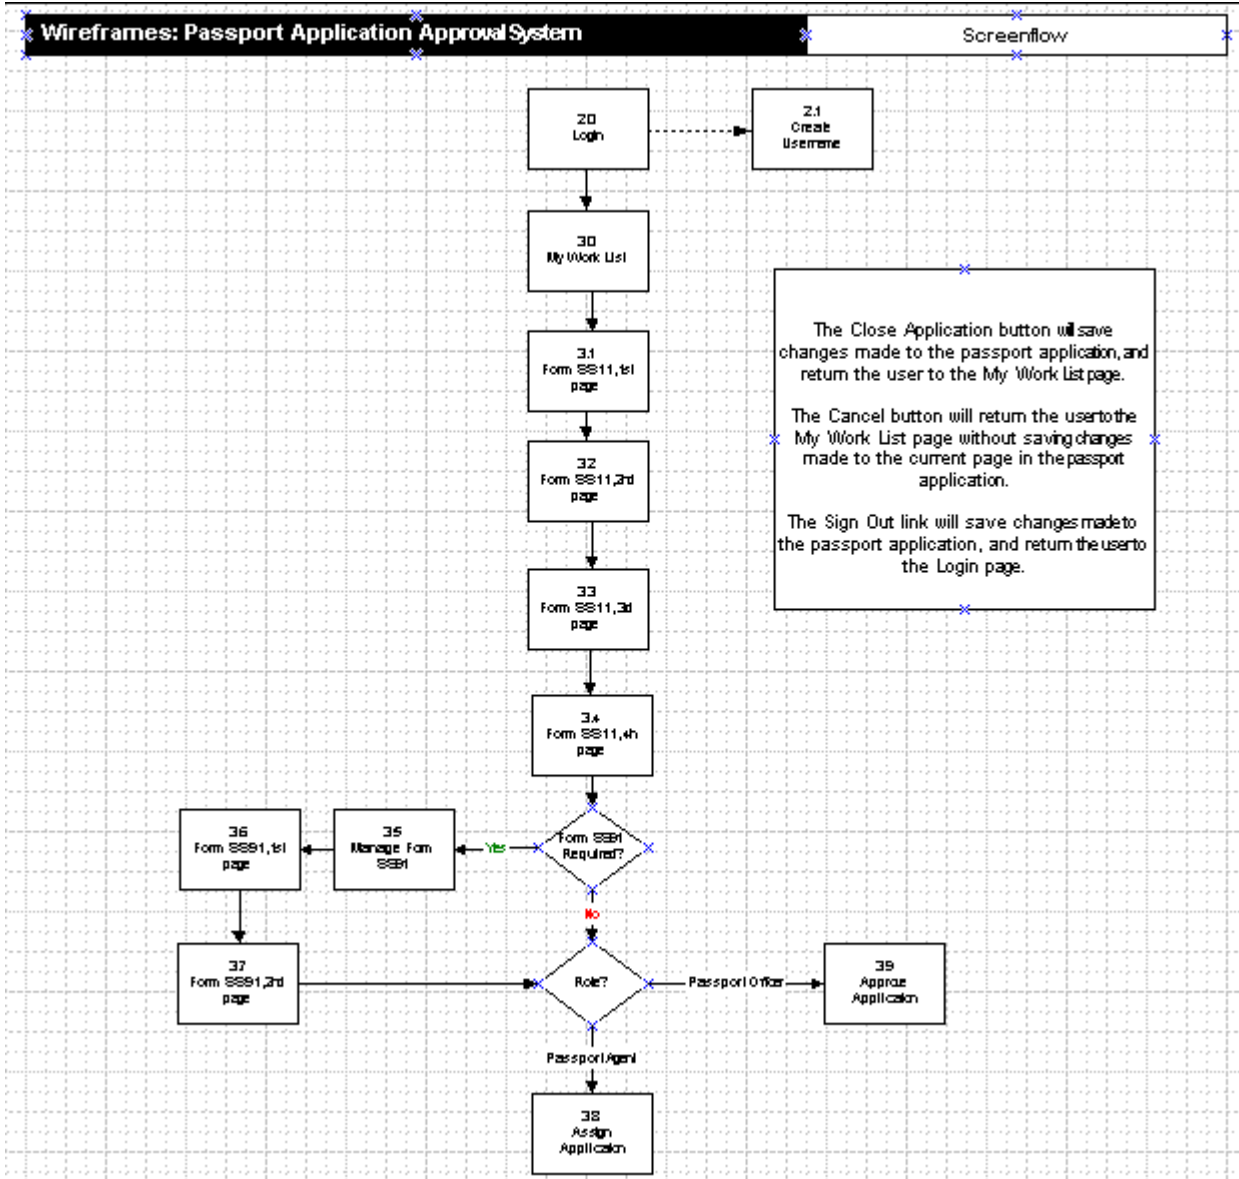 Wireframes: Passport Application Approval System
Screenflow
2.0
Login
2.1
Create
Username
3.0
My Work List
The Close Application button will save
changes made to the passport application, and
return the user to the My Work List page.
The Cancel button will return the user to the
My Work List page without saving changes
made to the current page in the passport
application.
The Sign Out link will save changes made to
the passport application, and return the user to
the Login page.
3.1
Form SS11, 1st
page
3.2
Form SS11, 2nd
page
3.3
Form SS11, 3rd
page
3.4
Form SS11, 4th
page
3.6
Form SS91, 1st
page
3.5
Manage Form
SS91
Yes
Form SS91
Required?
No
3.7
Form SS91, 2nd
page
Role?
Passport Officer
3.9
Approve
Application
Passport Agent
3.8
Assign
Application